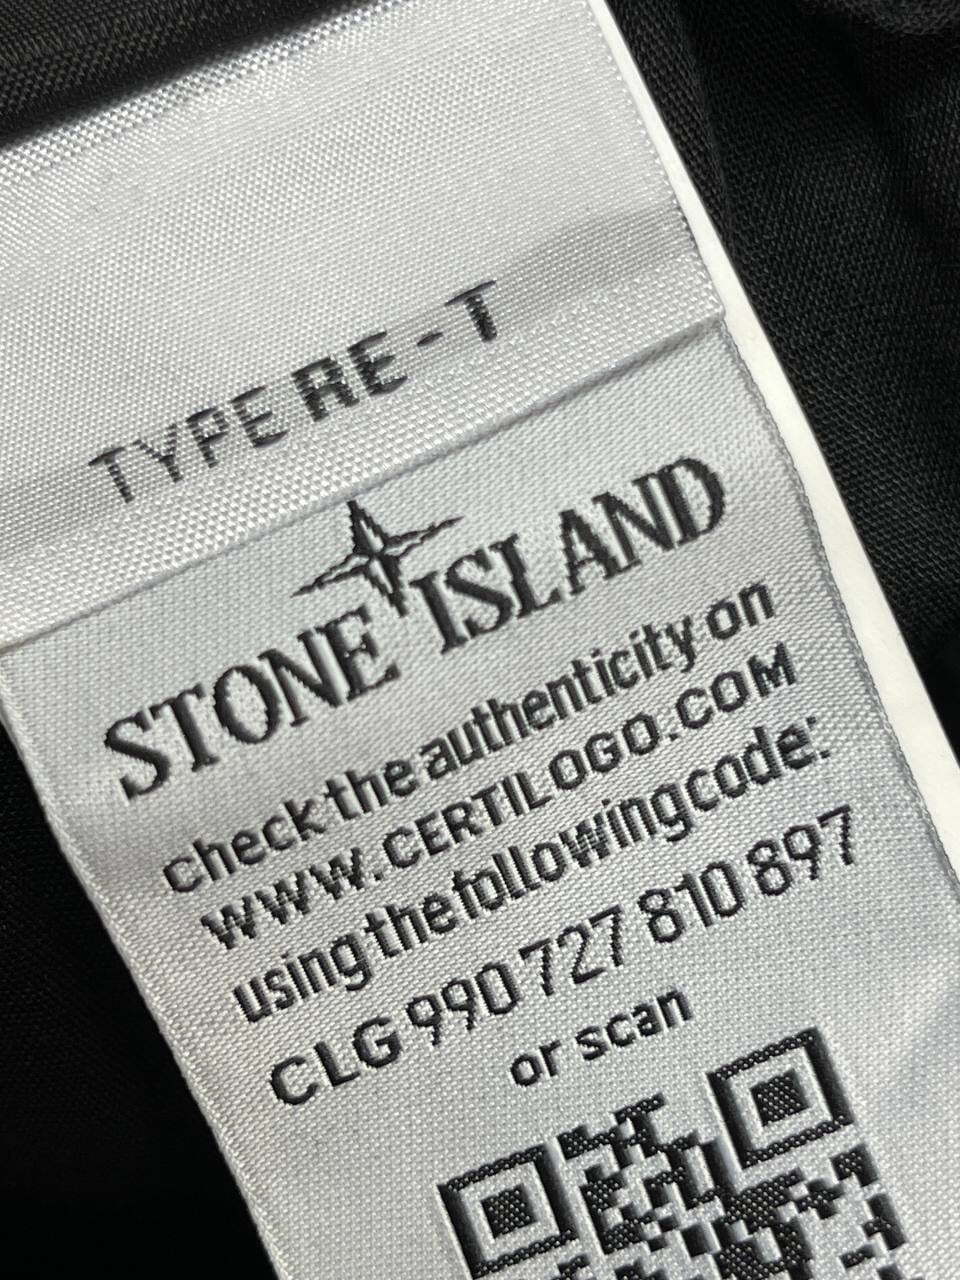 TYPE RE-T
STONE ISLAND
check the authenticity on
WWW.CERTILOGO.COM
using the following code:
CLG 990 727 810 897
or scan